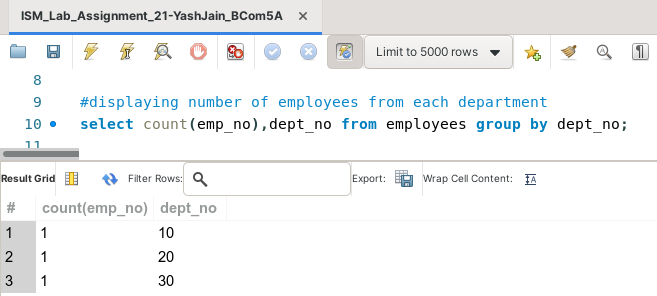 ISM_Lab_Assignment_21-YashJain_BCom5A
Limit to 5000 rows
8
9 #displaying number of employees from each department
10 select count(emp_no),dept_no from employees group by dept_no;
11
Result Grid Filter Rows: Export: Wrap Cell Content:
# count(emp_no) dept_no
1 1 10
2 1 20
3 1 30